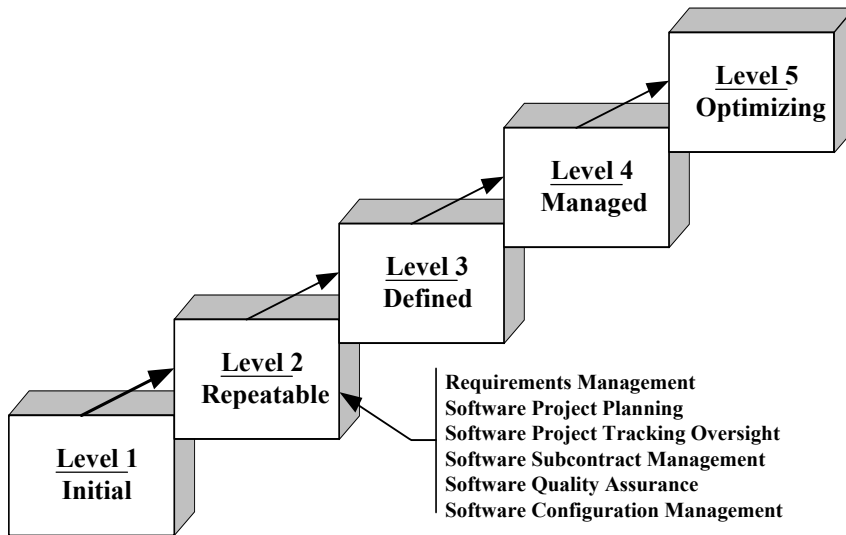 Level 5
Optimizing
Level 4
Managed
Level 3
Defined
Level 2
Repeatable
Level 1
Initial
Requirements Management
Software Project Planning
Software Project Tracking Oversight
Software Subcontract Management
Software Quality Assurance
Software Configuration Management